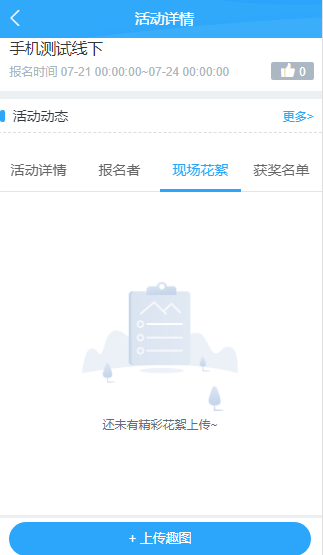 活动详情
手机测试线下
报名时间 07-21 00:00:00~07-24 00:00:00
0
活动动态
更多>
活动详情 报名者 现场花絮 获奖名单
还未有精彩花絮上传~
+ 上传趣图